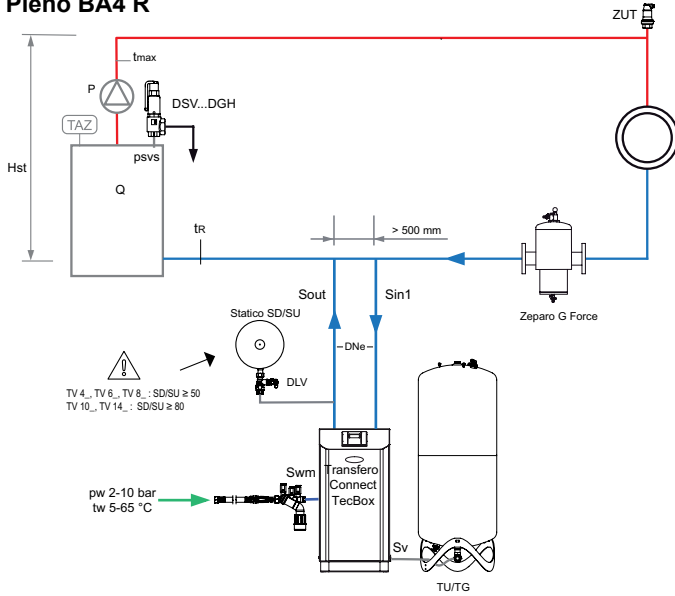 Pleno BA4 R
ZUT
tmax
P
DSV...DGH
TAZ
psvs
Hst
Q
tR
> 500 mm
Sout
Sin1
Zeparo G Force
Statico SD/SU
DNe
DLV
TV 4_, TV 6_, TV 8_ : SD/SU ≥ 50
TV 10_, TV 14_ : SD/SU ≥ 80
Swm
Transfero
Connect
TecBox
pw 2-10 bar
tw 5-65 °C
Sv
TU/TG